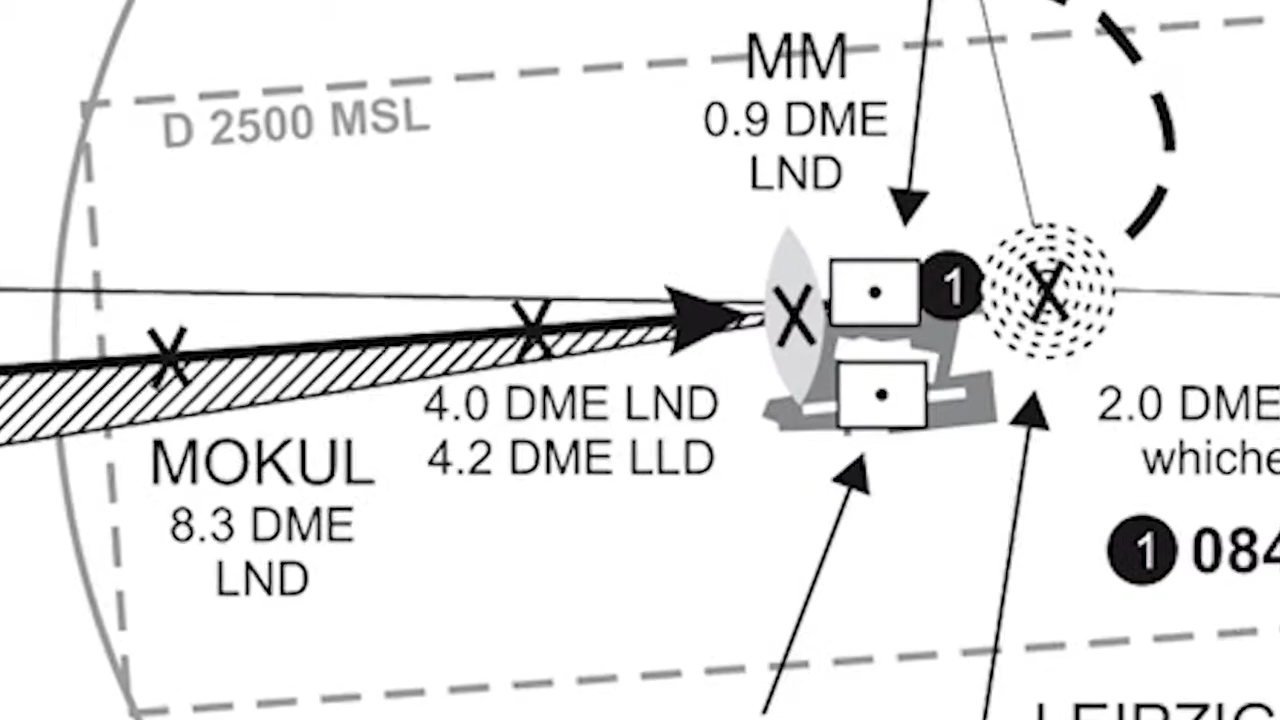 MM
0.9 DME
LND
D 2500 MSL
1
4.0 DME LND
4.2 DME LLD
MOKUL
8.3 DME
LND
2.0 DME
1 084